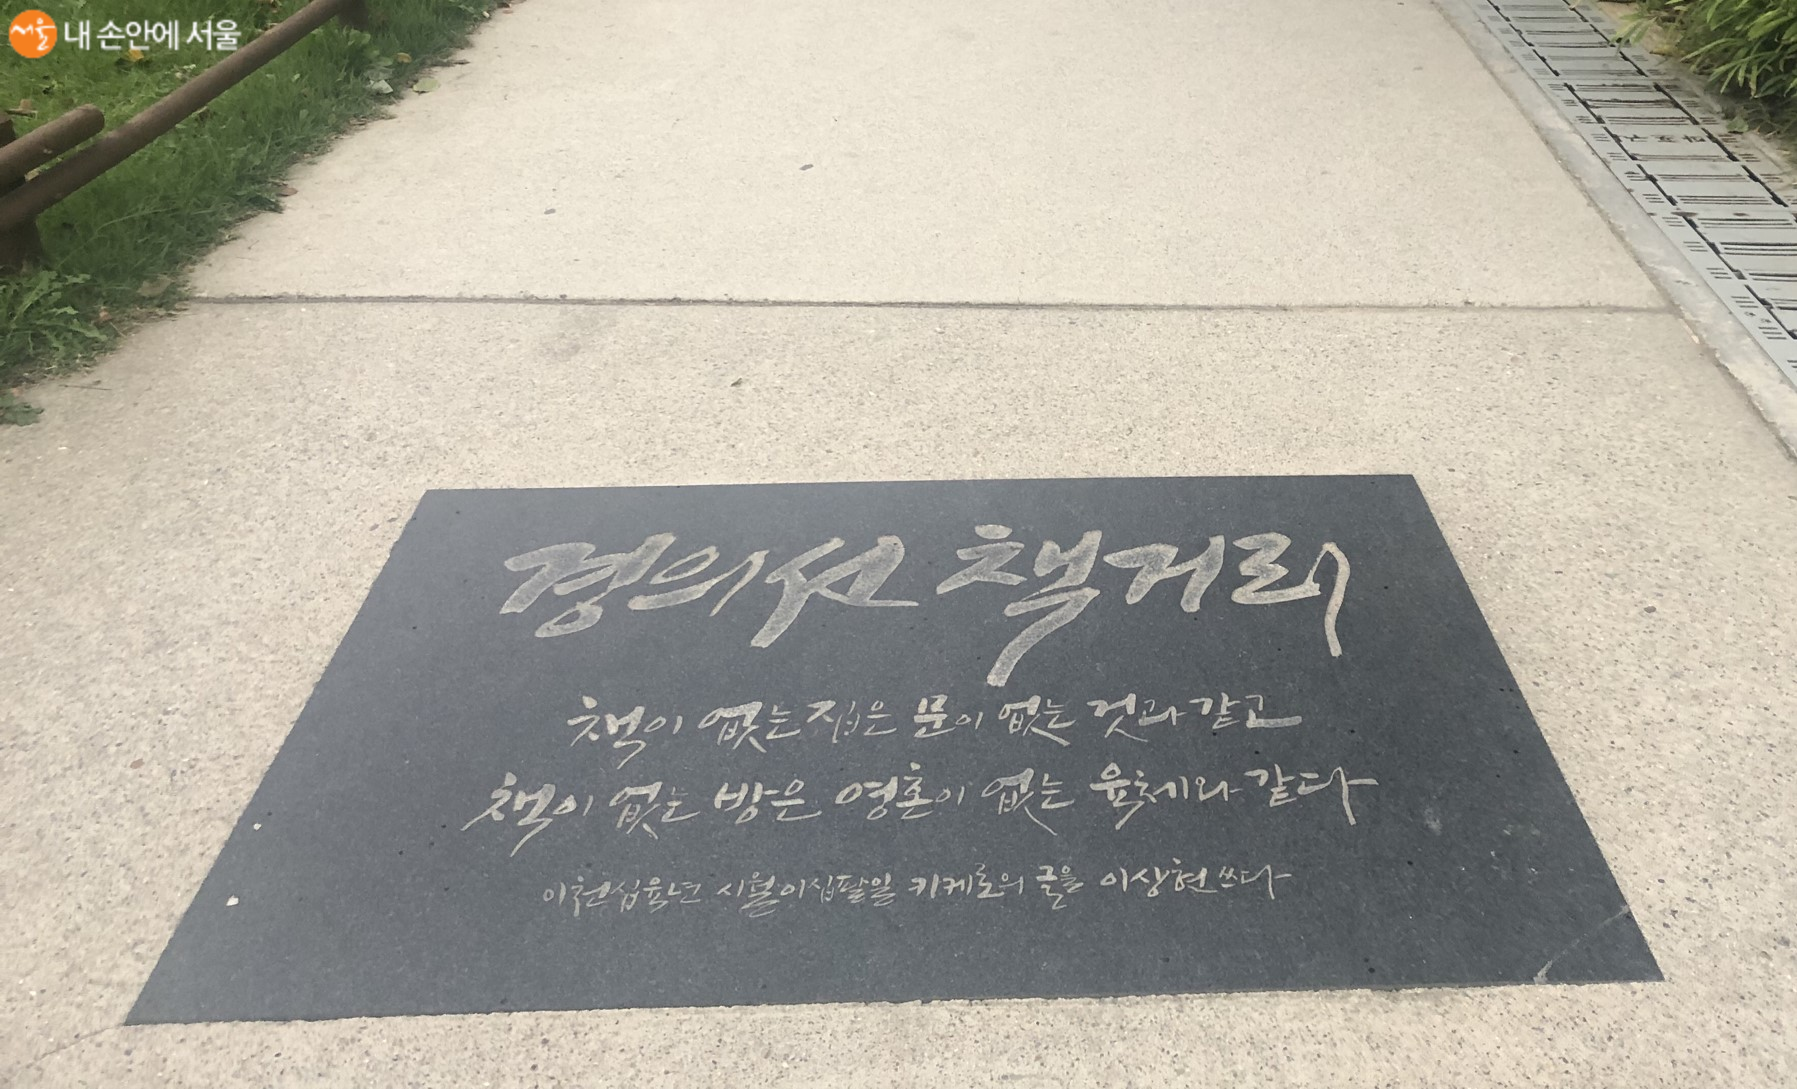 서울 내 손안에 서울
경의선 책거리
책이 없는 집은 문이 없는 것과 같고
책이 없는 방은 영혼이 없는 육체와 같다
이천십육년 시월이십팔일 키케로의 글을 이상현 쓰다